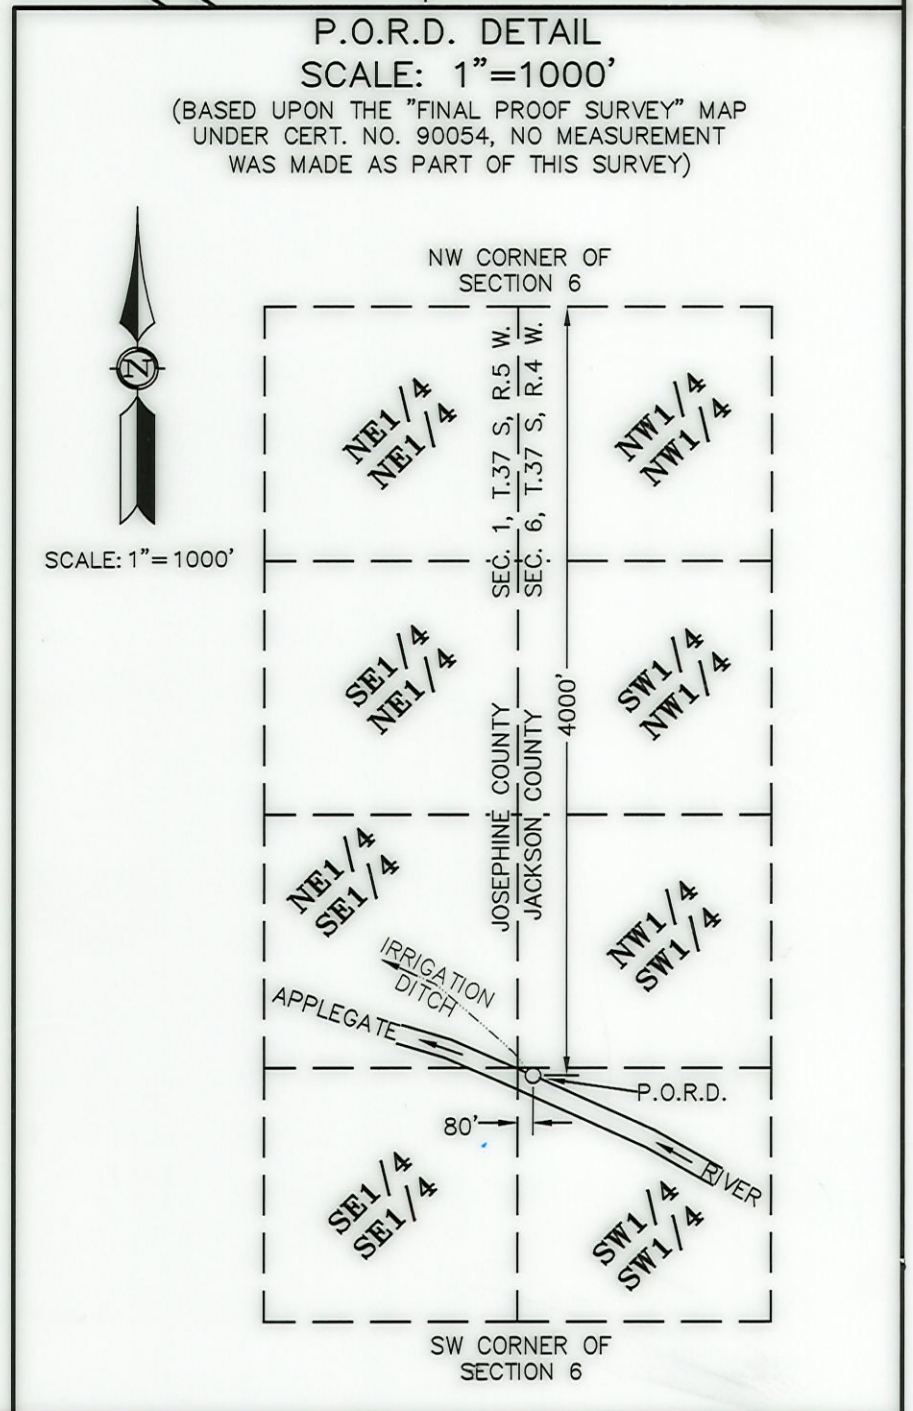 P.O.R.D. DETAIL
SCALE: 1"=1000'
(BASED UPON THE "FINAL PROOF SURVEY" MAP
UNDER CERT. NO. 90054, NO MEASUREMENT
WAS MADE AS PART OF THIS SURVEY)
N
SCALE: 1"=1000'
NW CORNER OF
SECTION 6
NE1/4
NE1/4
SEC. 1, T.37 S, R.5 W.
SEC. 6, T.37 S, R.4 W.
NW1/4
NW1/4
SE1/4
NE1/4
SW1/4
NW1/4
4000'
JOSEPHINE COUNTY
JACKSON COUNTY
NE1/4
SE1/4
NW1/4
SW1/4
IRRIGATION
DITCH
APPLEGATE
RIVER
P.O.R.D.
80'
SE1/4
SE1/4
SW1/4
SW1/4
SW CORNER OF
SECTION 6